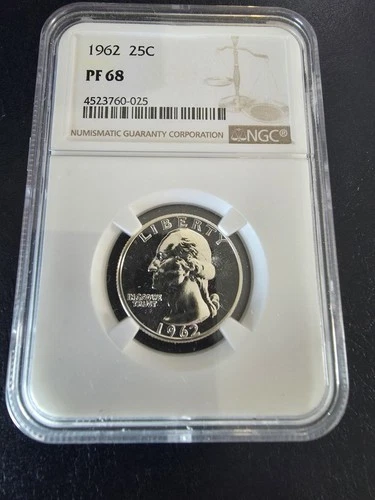 1962 25C
PF 68
4523760-025
NUMISMATIC GUARANTY CORPORATION NGC®
LIBERTY
IN GOD WE
TRUST
1962